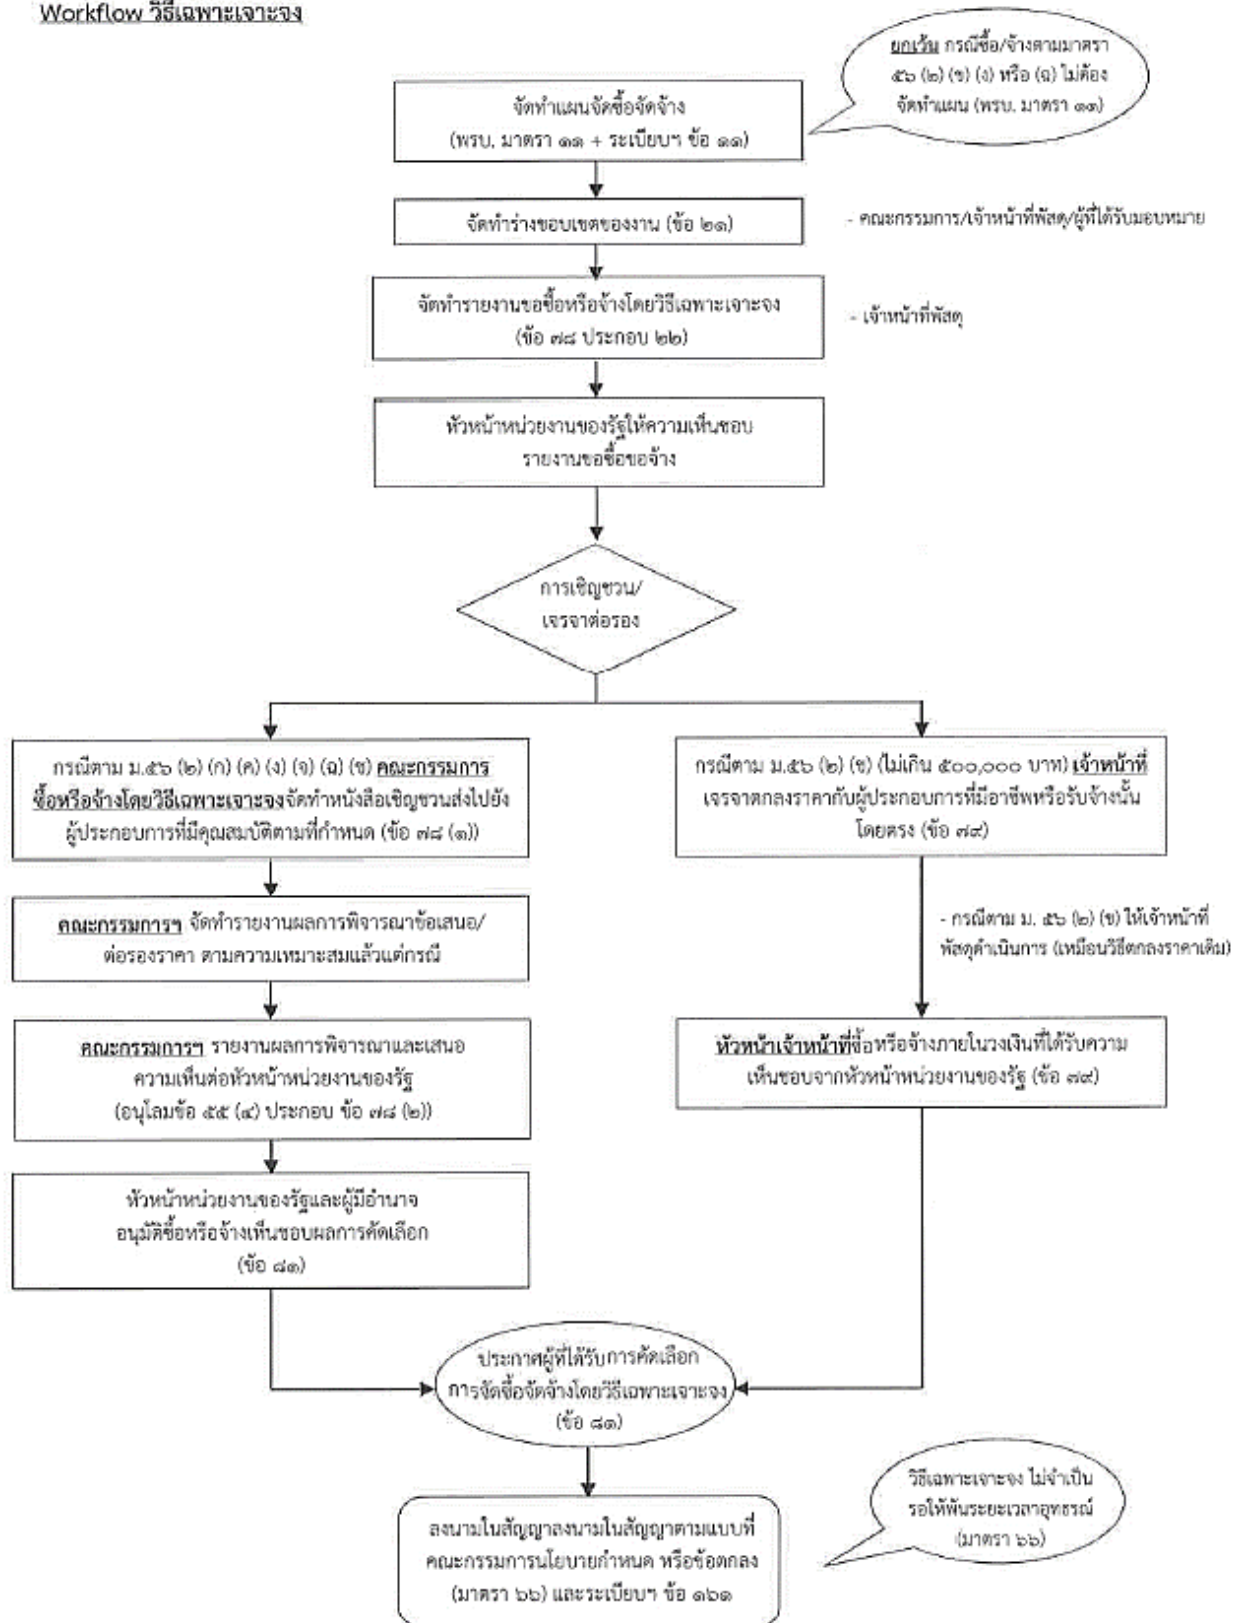 Workflow วิธีเฉพาะเจาะจง
ยกเว้น กรณีซื้อ/จ้างตามมาตรา
๕๖ (๒) (ข) (ง) หรือ (ฉ) ไม่ต้อง
จัดทำแผน (พรบ. มาตรา ๑๑)
จัดทำแผนจัดซื้อจัดจ้าง
(พรบ. มาตรา ๑๑ + ระเบียบฯ ข้อ ๑๑)
จัดทำร่างขอบเขตของงาน (ข้อ ๒๑)
- คณะกรรมการ/เจ้าหน้าที่พัสดุ/ผู้ที่ได้รับมอบหมาย
จัดทำรายงานขอซื้อหรือจ้างโดยวิธีเฉพาะเจาะจง
(ข้อ ๗๘ ประกอบ ๒๒)
- เจ้าหน้าที่พัสดุ
หัวหน้าหน่วยงานของรัฐให้ความเห็นชอบ
รายงานขอซื้อขอจ้าง
การเชิญชวน/
เจรจาต่อรอง
กรณีตาม ม.๕๖ (๒) (ก) (ค) (ง) (จ) (ฉ) (ช) คณะกรรมการ
ซื้อหรือจ้างโดยวิธีเฉพาะเจาะจงจัดทำหนังสือเชิญชวนส่งไปยัง
ผู้ประกอบการที่มีคุณสมบัติตามที่กำหนด (ข้อ ๗๘ (๑))
กรณีตาม ม.๕๖ (๒) (ข) (ไม่เกิน ๕๐๐,๐๐๐ บาท) เจ้าหน้าที่
เจรจาตกลงราคากับผู้ประกอบการที่มีอาชีพหรือรับจ้างนั้น
โดยตรง (ข้อ ๗๙)
คณะกรรมการฯ จัดทำรายงานผลการพิจารณาข้อเสนอ/
ต่อรองราคา ตามความเหมาะสมแล้วแต่กรณี
- กรณีตาม ม. ๕๖ (๒) (ข) ให้เจ้าหน้าที่
พัสดุดำเนินการ (เหมือนวิธีตกลงราคาเดิม)
คณะกรรมการฯ รายงานผลการพิจารณาและเสนอ
ความเห็นต่อหัวหน้าหน่วยงานของรัฐ
(อนุโลมข้อ ๕๕ (๔) ประกอบ ข้อ ๗๘ (๒))
หัวหน้าเจ้าหน้าที่ซื้อหรือจ้างภายในวงเงินที่ได้รับความ
เห็นชอบจากหัวหน้าหน่วยงานของรัฐ (ข้อ ๗๙)
หัวหน้าหน่วยงานของรัฐและผู้มีอำนาจ
อนุมัติซื้อหรือจ้างเห็นชอบผลการคัดเลือก
(ข้อ ๘๑)
ประกาศผู้ที่ได้รับการคัดเลือก
การจัดซื้อจัดจ้างโดยวิธีเฉพาะเจาะจง
(ข้อ ๘๑)
วิธีเฉพาะเจาะจง ไม่จำเป็น
รอให้พ้นระยะเวลาอุทธรณ์
(มาตรา ๖๖)
ลงนามในสัญญาลงนามในสัญญาตามแบบที่
คณะกรรมการนโยบายกำหนด หรือข้อตกลง
(มาตรา ๖๖) และระเบียบฯ ข้อ ๑๖๑